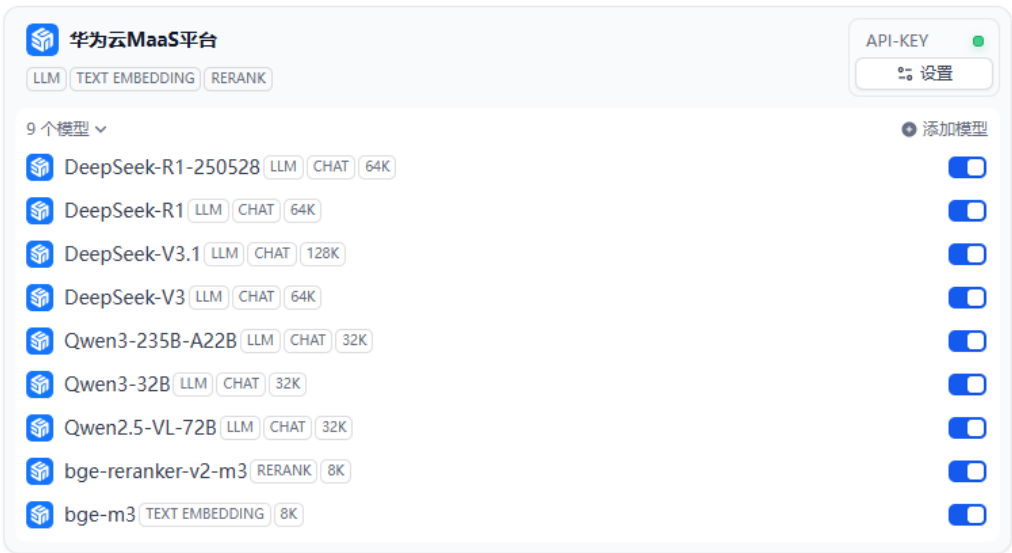 华为云MaaS平台
LLM TEXT EMBEDDING RERANK
API-KEY
设置
9 个模型
添加模型
DeepSeek-R1-250528 LLM CHAT 64K
DeepSeek-R1 LLM CHAT 64K
DeepSeek-V3.1 LLM CHAT 128K
DeepSeek-V3 LLM CHAT 64K
Qwen3-235B-A22B LLM CHAT 32K
Qwen3-32B LLM CHAT 32K
Qwen2.5-VL-72B LLM CHAT 32K
bge-reranker-v2-m3 RERANK 8K
bge-m3 TEXT EMBEDDING 8K